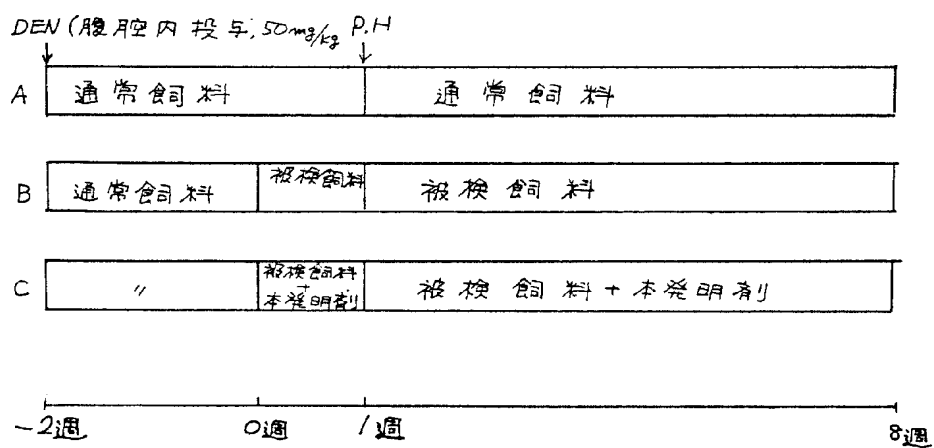 DEN (腹腔内投与, 50mg/kg P.H
A 通常飼料 通常飼料
B 通常飼料 被検飼料 被検飼料
C 〃 被検飼料+本発明剤 被検飼料+本発明剤
-2週 0週 1週 8週